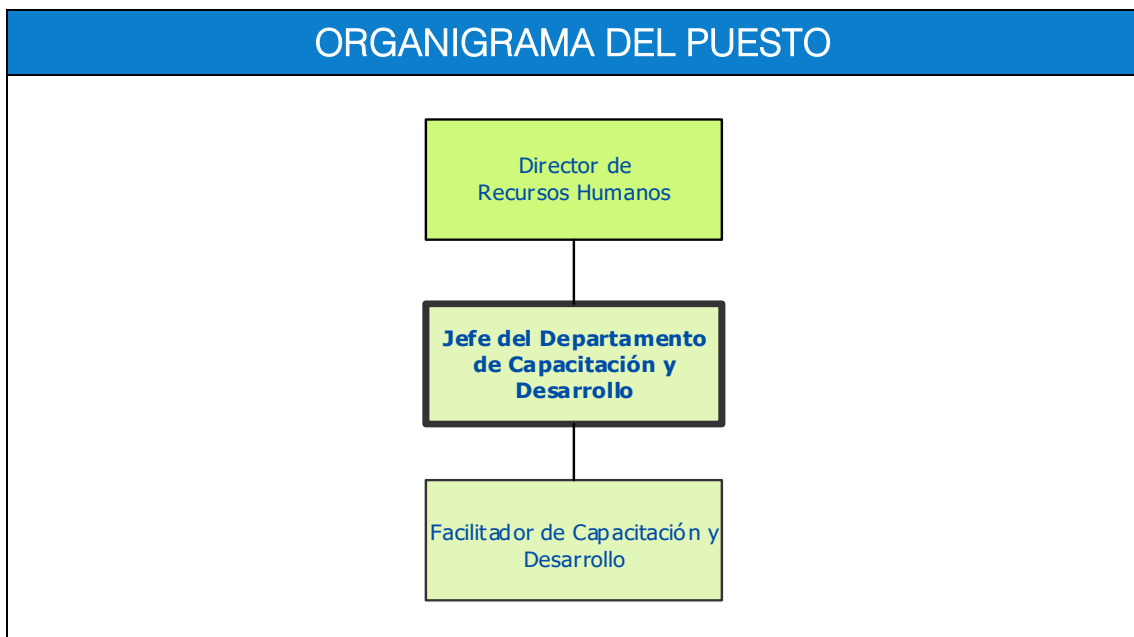 ORGANIGRAMA DEL PUESTO
Director de
Recursos Humanos
Jefe del Departamento
de Capacitación y
Desarrollo
Facilitador de Capacitación y
Desarrollo